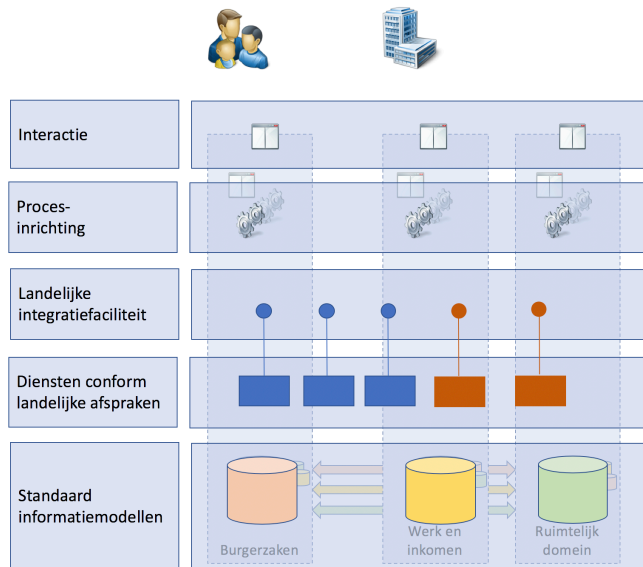 Interactie
Proces-
inrichting
Landelijke
integratiefaciliteit
Diensten conform
landelijke afspraken
Standaard
informatiemodellen
Burgerzaken
Werk en
inkomen
Ruimtelijk
domein